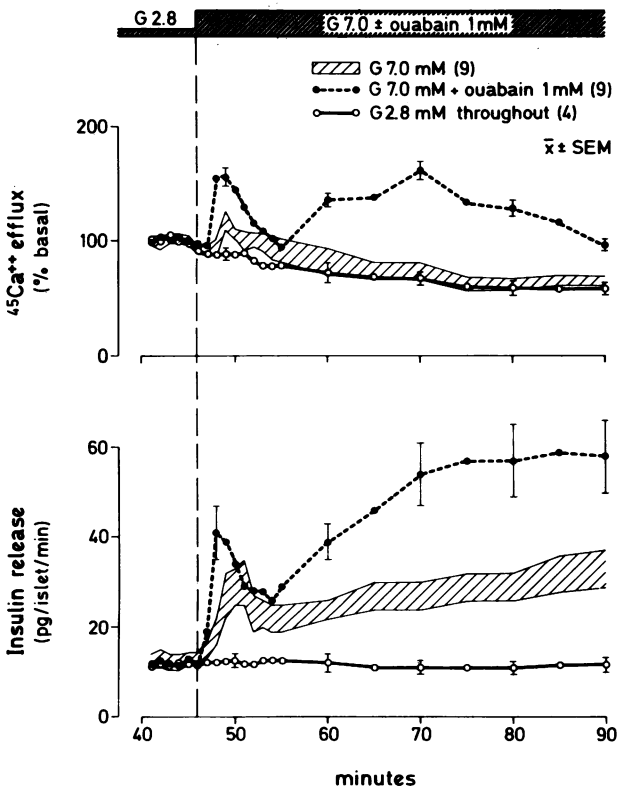 G 2.8
G 7.0 ± ouabain 1mM
G 7.0 mM (9)
G 7.0 mM + ouabain 1mM (9)
G 2.8 mM throughout (4)
x̄ ± SEM
200
100
0
45Ca++ efflux
(% basal)
60
40
20
0
Insulin release
(pg/islet/min)
40
50
60
70
80
90
minutes